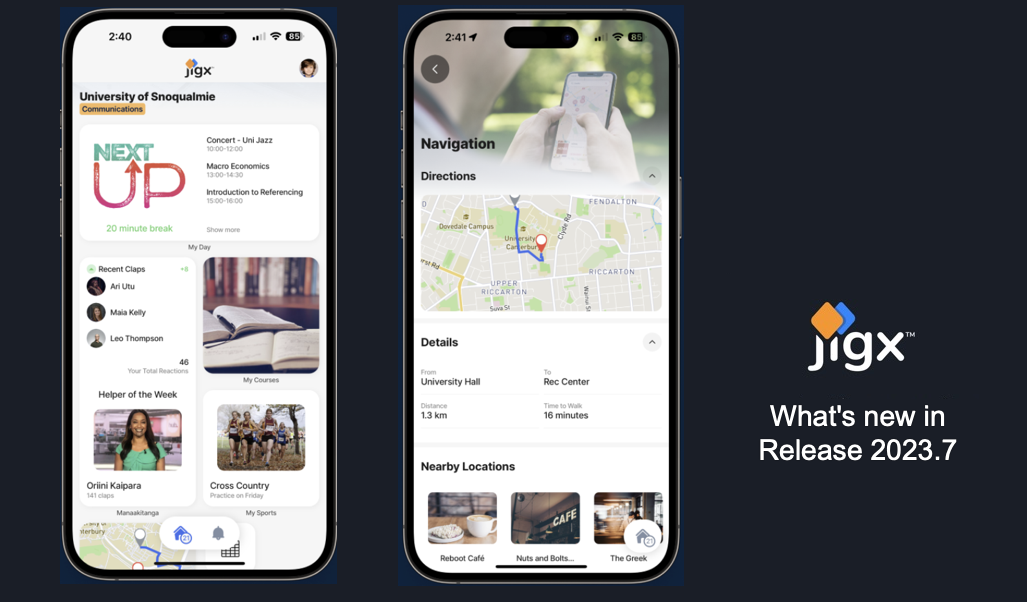 2:40
85
jigx™
University of Snoqualmie
Communications
NEXT
UP
20 minute break
Concert - Uni Jazz
10:00-12:00
Macro Economics
13:00-14:30
Introduction to Referencing
15:00-16:00
Show more
My Day
Recent Claps
+8
Ari Utu
Maia Kelly
Leo Thompson
46
Your Total Reactions
My Courses
Helper of the Week
Oriini Kaipara
141 claps
Manaakitanga
Cross Country
Practice on Friday
My Sports
terbury
21
2:41
85
Navigation
Directions
FENDALTON
Dovedale Campus
Clyde Rd
University
Canterbury
rst Rd
RICCARTON
UPPER
RICCARTON
Suva St
Details
From
University Hall
To
Rec Center
Distance
1.3 km
Time to Walk
16 minutes
Nearby Locations
CAFE
Reboot Café
Nuts and Bolts...
The Greek
21
jigx™
What's new in
Release 2023.7